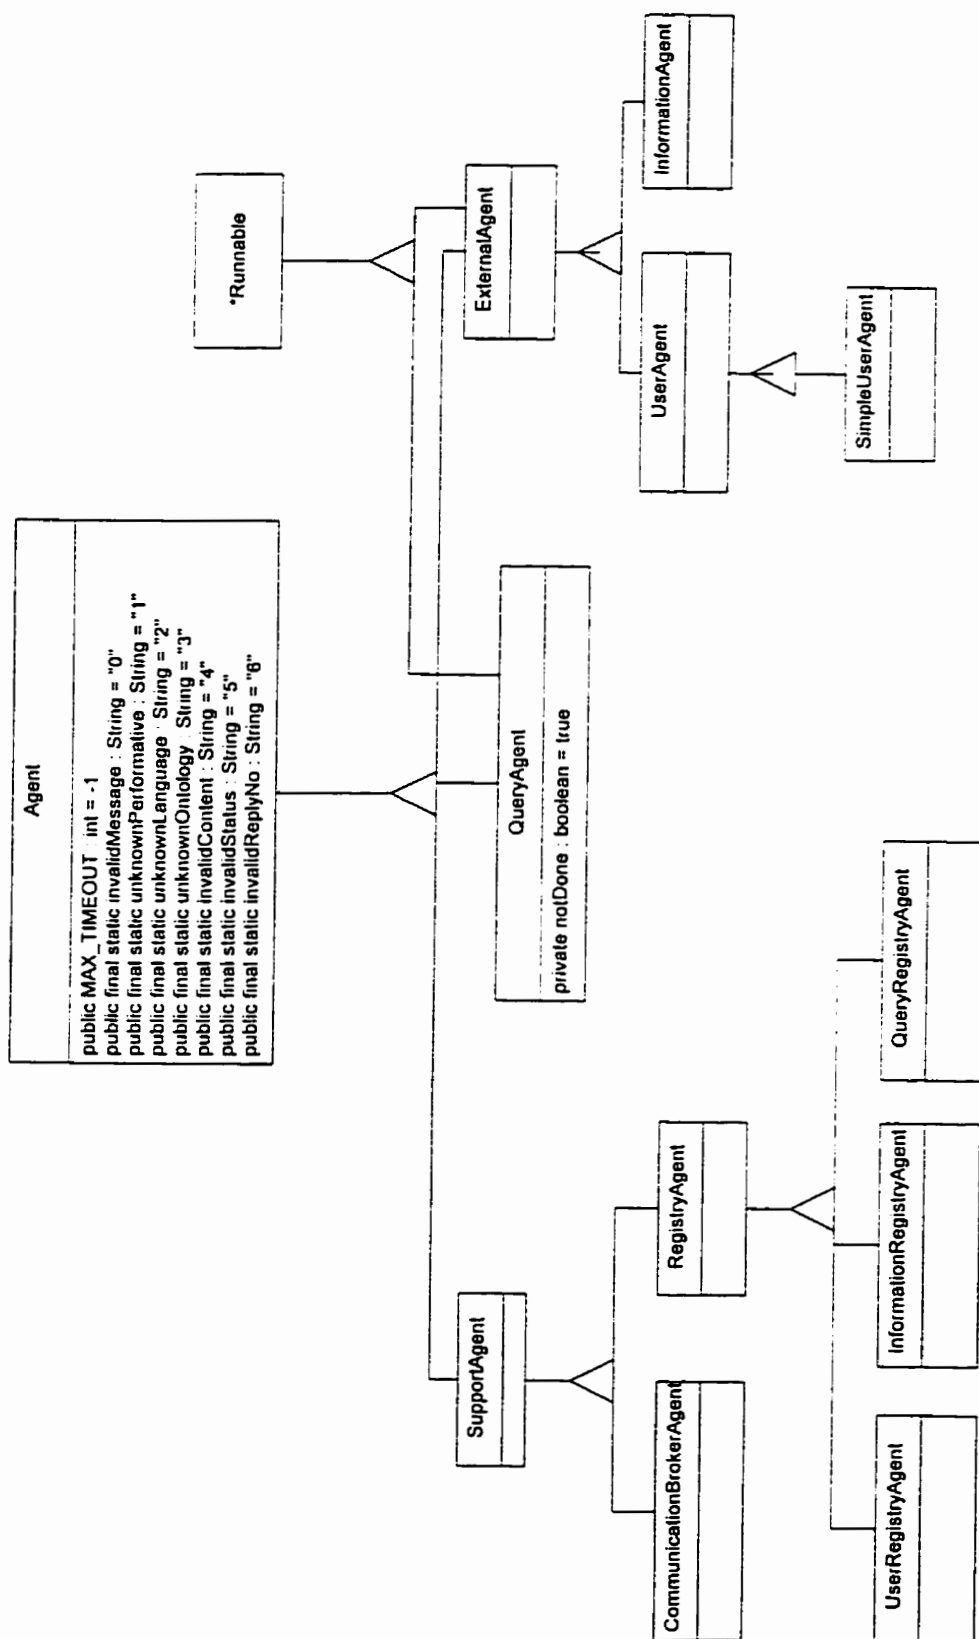 Agent
public MAX_TIMEOUT : int = -1
public final static invalidMessage : String = "0"
public final static unknownPerformative : String = "1"
public final static unknownLanguage : String = "2"
public final static unknownOntology : String = "3"
public final static invalidContent : String = "4"
public final static invalidStatus : String = "5"
public final static invalidReplyNo : String = "6"
*Runnable
SupportAgent
QueryAgent
private notDone : boolean = true
ExternalAgent
CommunicationBrokerAgent
RegistryAgent
UserAgent
InformationAgent
UserRegistryAgent
InformationRegistryAgent
QueryRegistryAgent
SimpleUserAgent